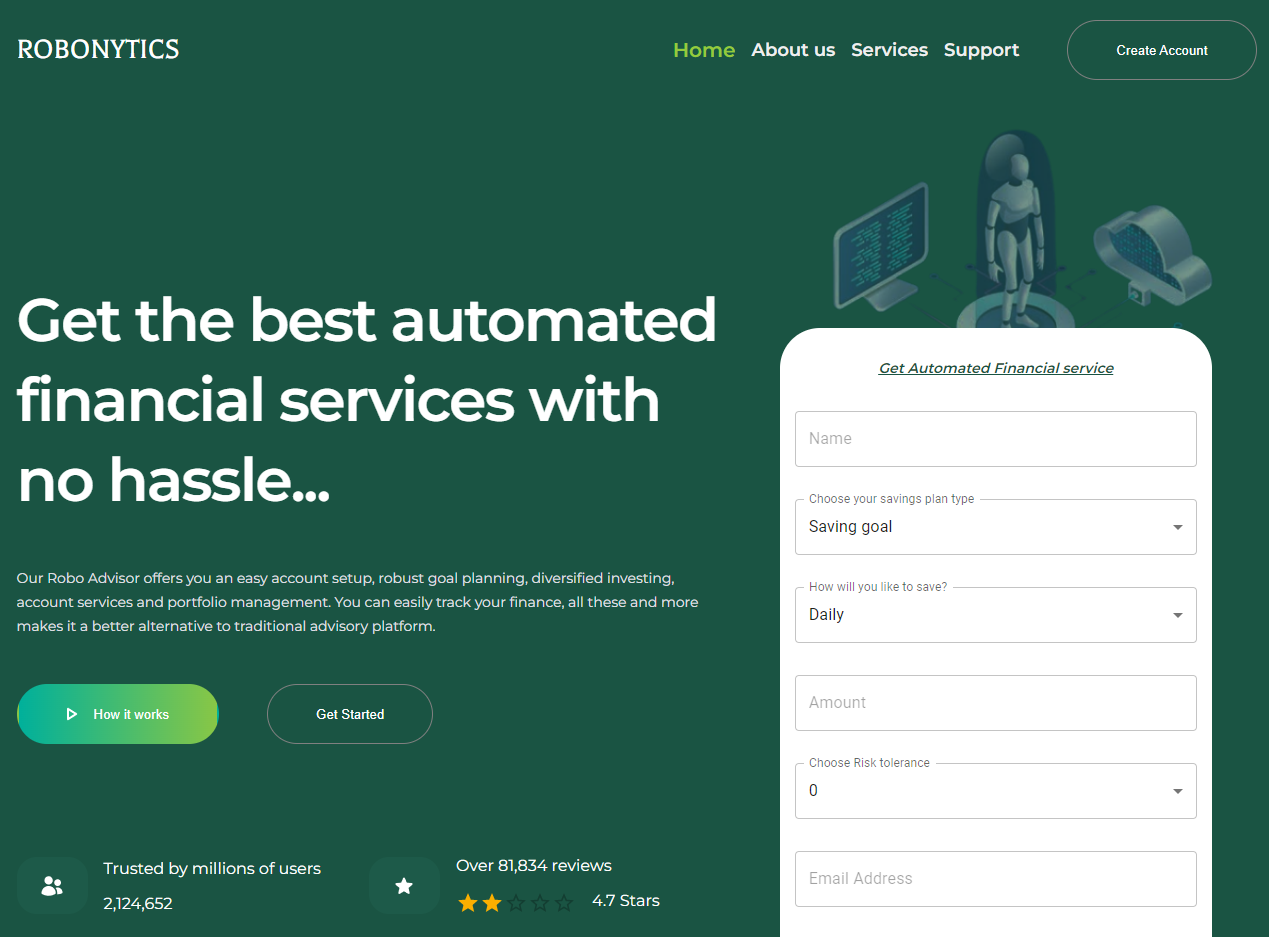 ROBONYTICS
Home About us Services Support Create Account
Get the best automated
financial services with
no hassle...
Our Robo Advisor offers you an easy account setup, robust goal planning, diversified investing,
account services and portfolio management. You can easily track your finance, all these and more
makes it a better alternative to traditional advisory platform.
How it works
Get Started
Trusted by millions of users
2,124,652
Over 81,834 reviews
4.7 Stars
Get Automated Financial service
Name
Choose your savings plan type
Saving goal
How will you like to save?
Daily
Amount
Choose Risk tolerance
0
Email Address